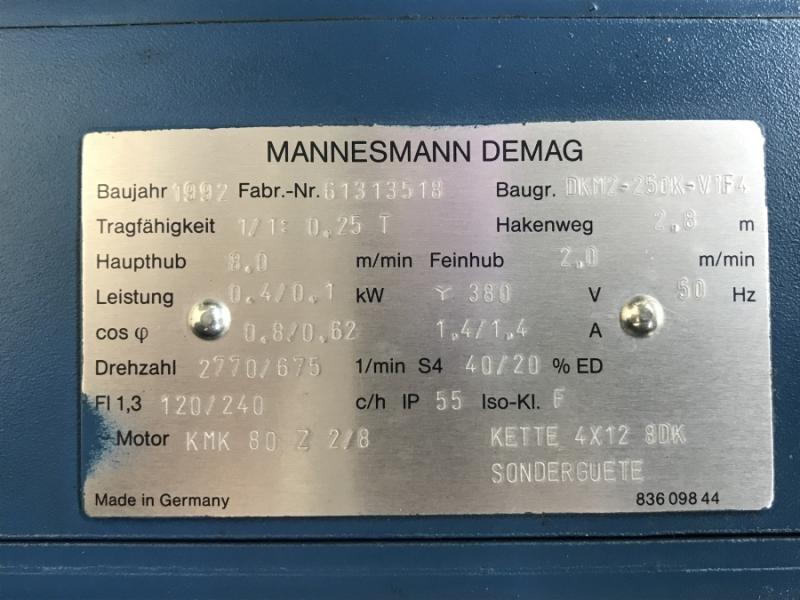 MANNESMANN DEMAG
Baujahr 1992 Fabr.-Nr. 61313518 Baugr. DKM2-250K-V1F4
Tragfähigkeit 1/1= 0,25 T Hakenweg 2,8 m
Haupthub 8,0 m/min Feinhub 2,0 m/min
Leistung 0.4/0.1 kW Y 380 V 50 Hz
cos φ 0.8/0.62 1,4/1,4 A
Drehzahl 2770/675 1/min S4 40/20 % ED
FI 1,3 120/240 c/h IP 55 Iso-Kl. F
Motor KMK 80 Z 2/8 KETTE 4X12 8DK
SONDERGUETE
Made in Germany 836 098 44